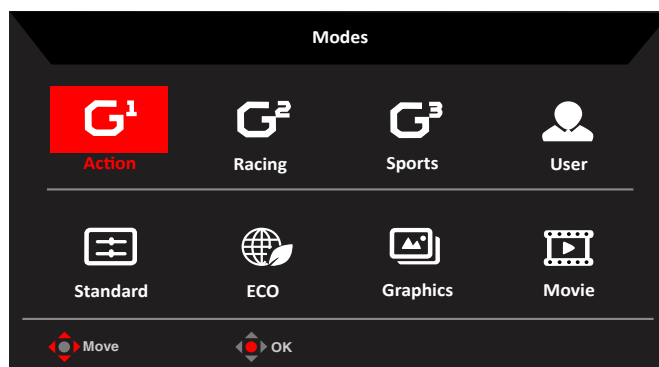 Modes
G¹ G² G³
Action Racing Sports User
Standard ECO Graphics Movie
Move OK